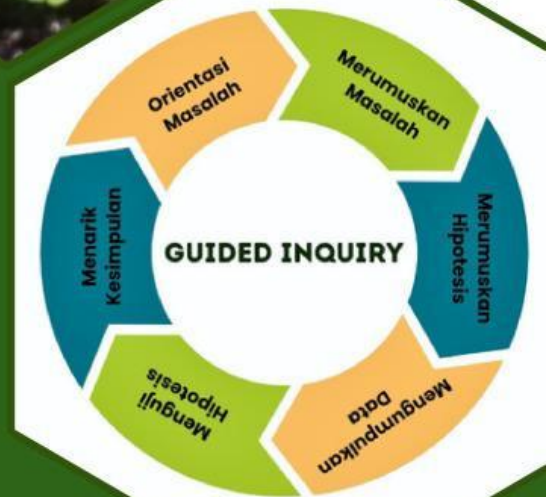 Orientasi
Masalah
Merumuskan
Masalah
Merumuskan
Hipotesis
Mengumpulkan
Data
Menguji
Hipotesis
Menarik
Kesimpulan
GUIDED INQUIRY